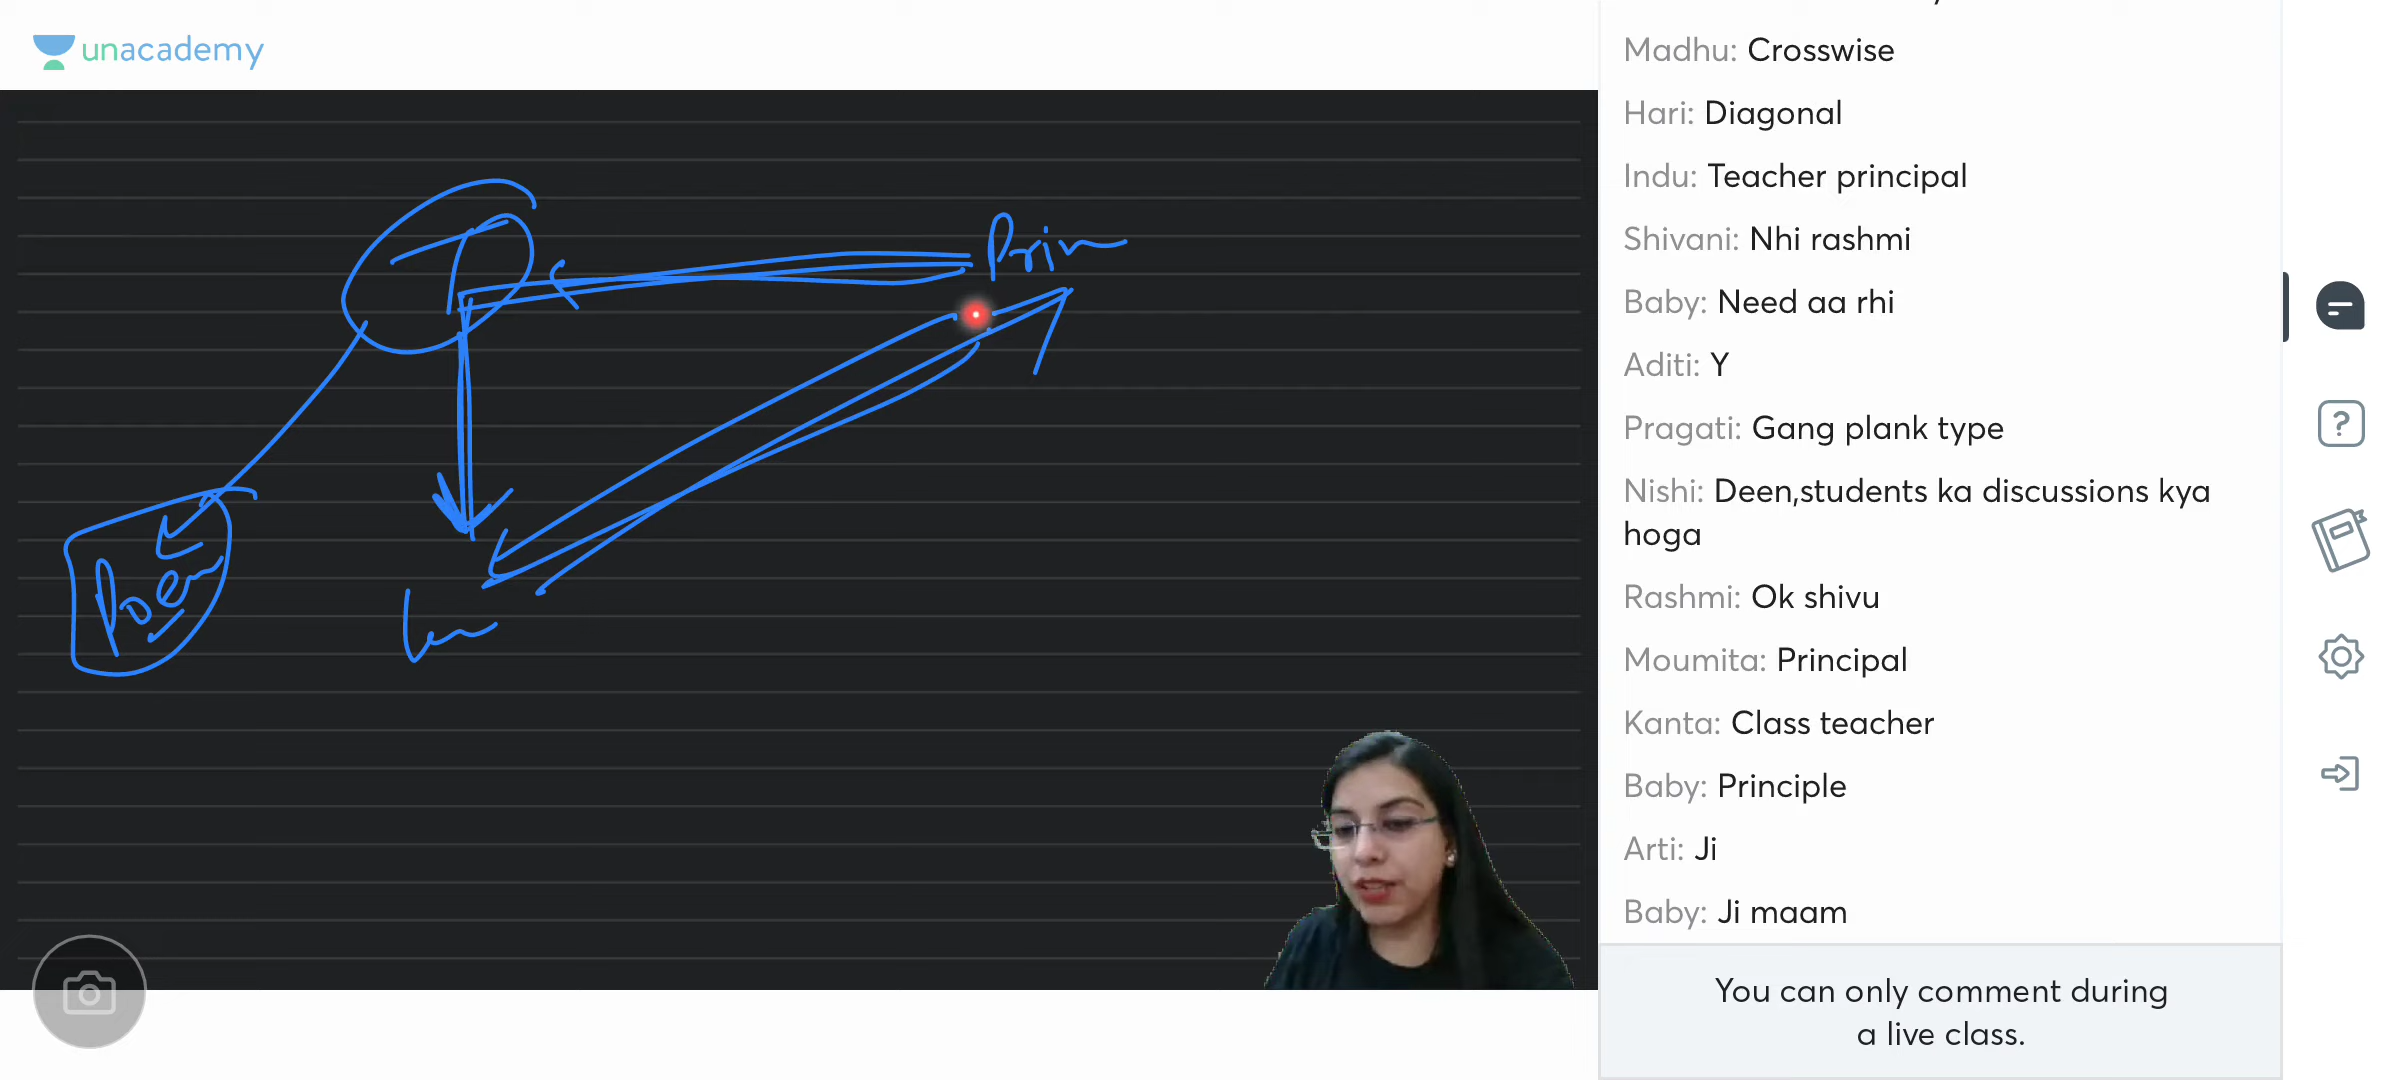 unacademy
T
Prin
Madhu: Crosswise
Hari: Diagonal
Indu: Teacher principal
Shivani: Nhi rashmi
Baby: Need aa rhi
Aditi: Y
Pragati: Gang plank type
Nishi: Deen,students ka discussions kya
hoga
Rashmi: Ok shivu
Moumita: Principal
Kanta: Class teacher
Baby: Principle
Arti: Ji
Baby: Ji maam
You can only comment during
a live class.